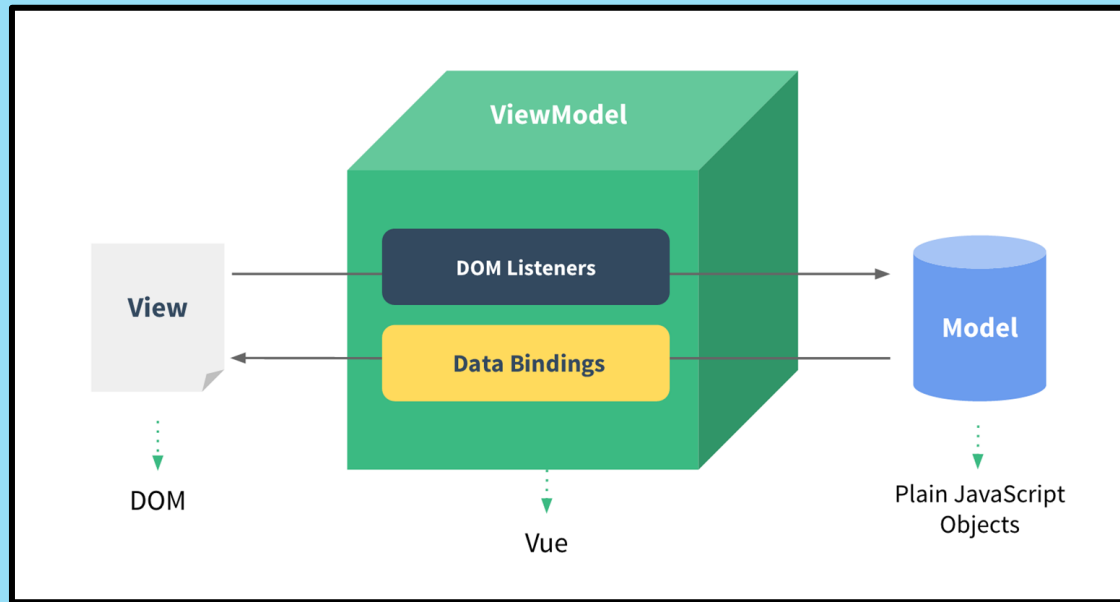 ViewModel
DOM Listeners
View
Data Bindings
Model
DOM
Vue
Plain JavaScript
Objects